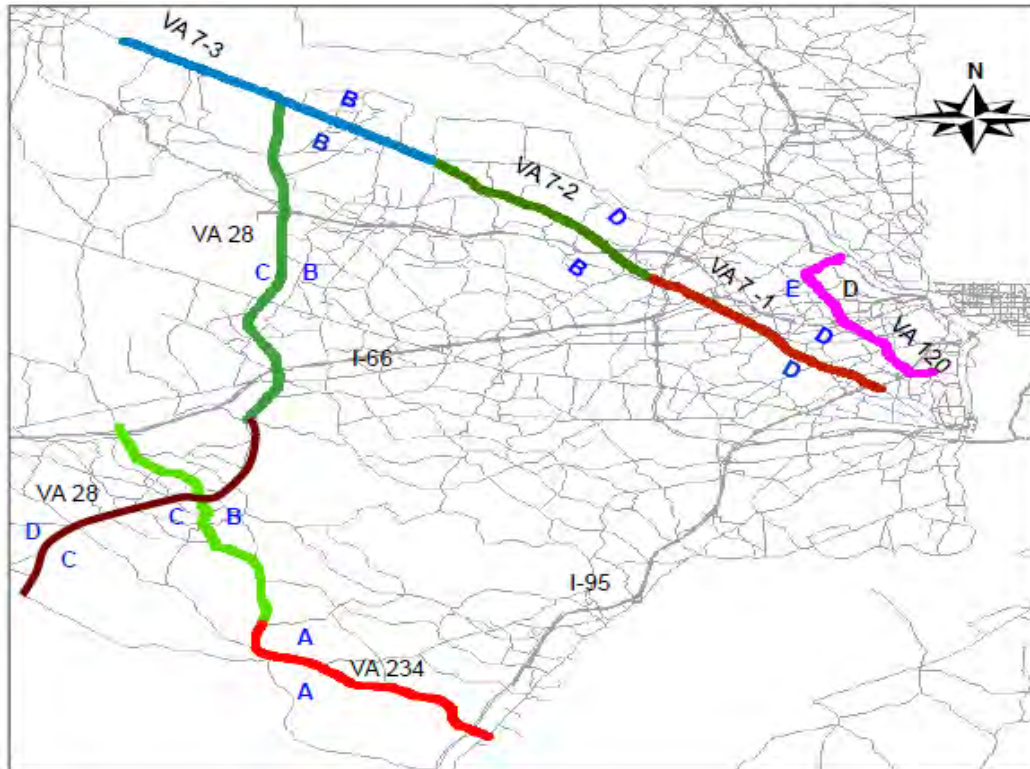 VA 7-3
N
B
B
VA 7-2
D
VA 28
B
C B
VA 7 -1
E D
D
VA 120
I-66
D
VA 28
C B
D
C
I-95
A
VA 234
A